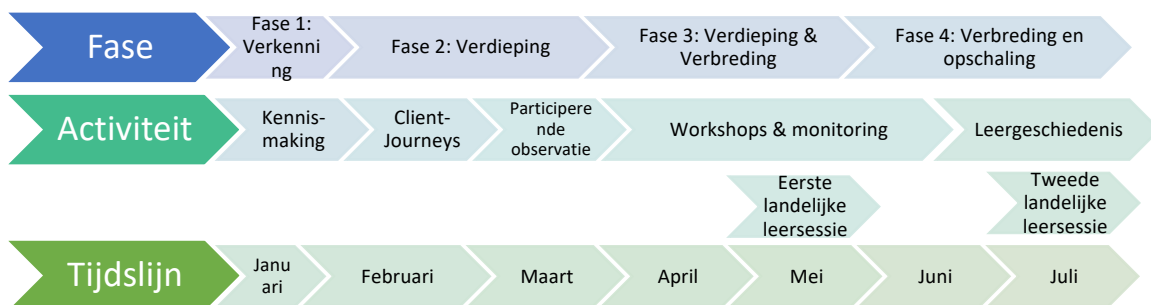 Fase
Fase 1:
Verkenni
ng
Fase 2: Verdieping
Fase 3: Verdieping &
Verbreding
Fase 4: Verbreding en
opschaling
Activiteit
Kennis-
making
Client-
Journeys
Participere
nde
observatie
Workshops & monitoring
Leergeschiedenis
Eerste
landelijke
leersessie
Tweede
landelijke
leersessie
Tijdslijn
Janu
ari
Februari
Maart
April
Mei
Juni
Juli